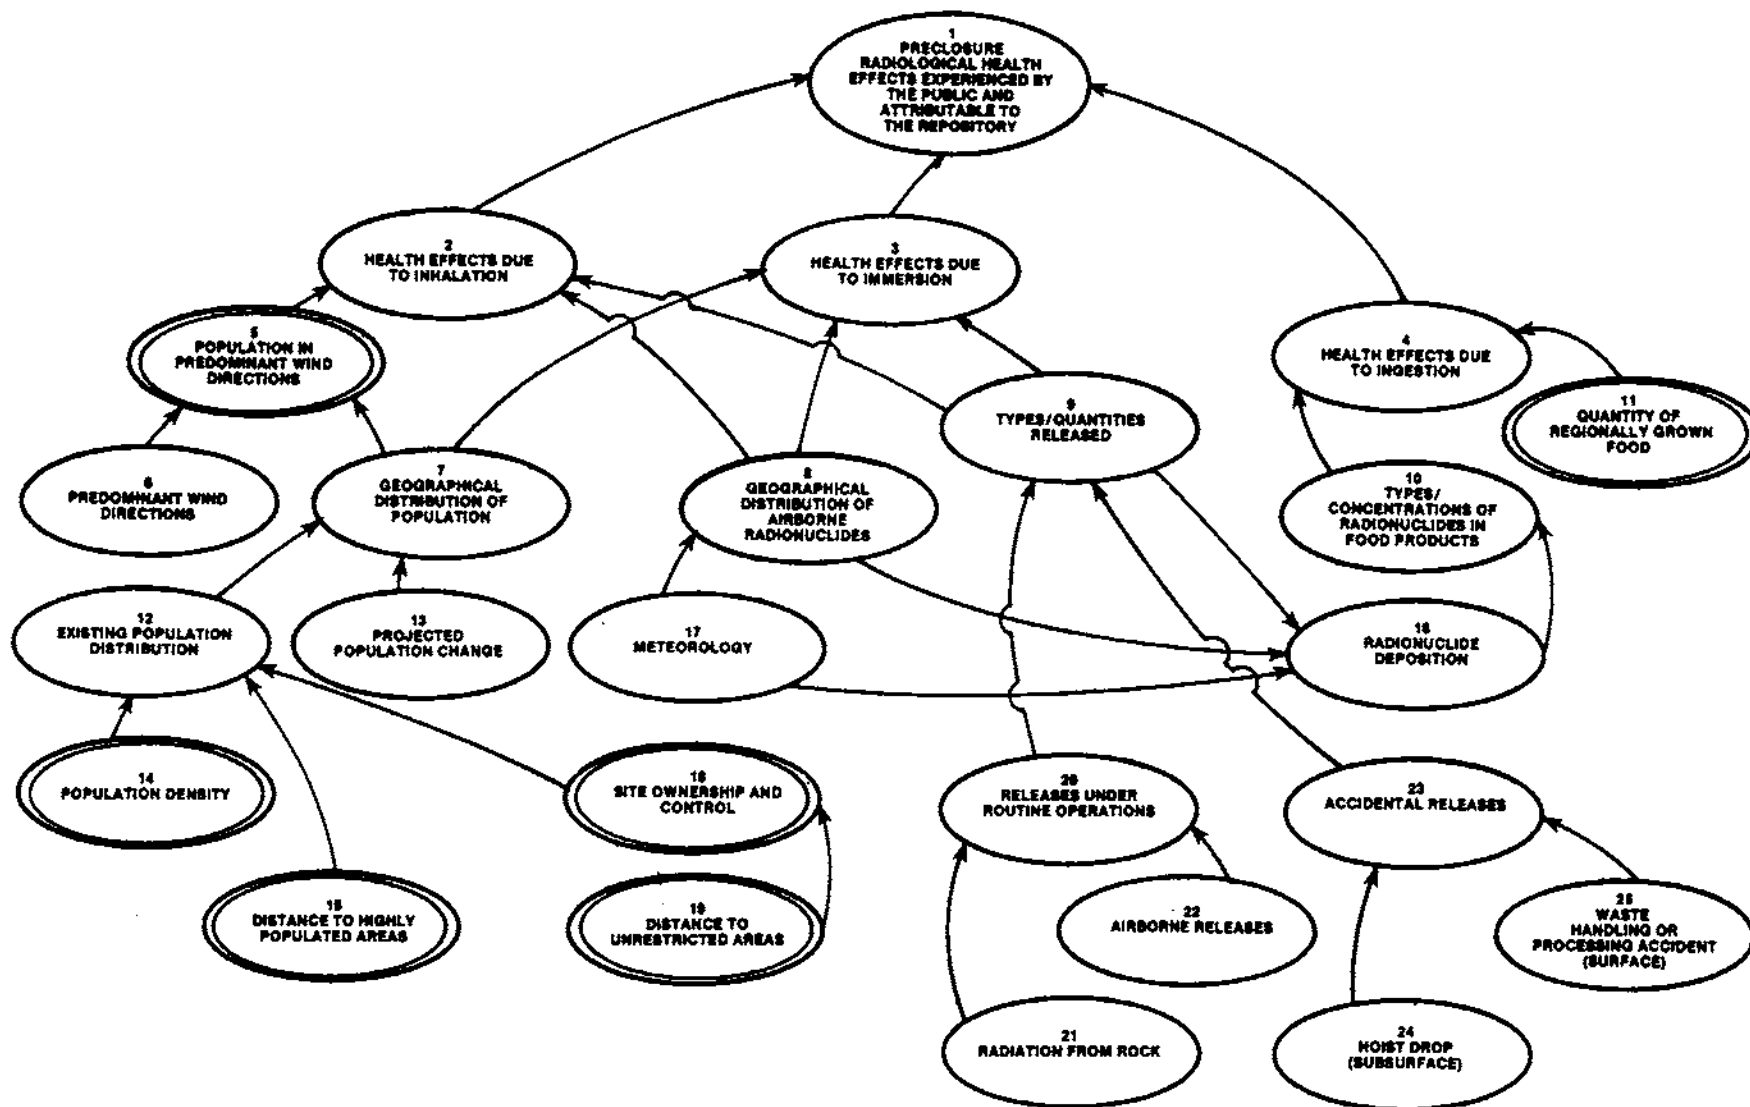 1
PRECLOSURE
RADIOLOGICAL HEALTH
EFFECTS EXPERIENCED BY
THE PUBLIC AND
ATTRIBUTABLE TO
THE REPOSITORY
2
HEALTH EFFECTS DUE
TO INHALATION
3
HEALTH EFFECTS DUE
TO IMMERSION
4
HEALTH EFFECTS DUE
TO INGESTION
5
POPULATION IN
PREDOMINANT WIND
DIRECTIONS
6
PREDOMINANT WIND
DIRECTIONS
7
GEOGRAPHICAL
DISTRIBUTION OF
POPULATION
8
GEOGRAPHICAL
DISTRIBUTION OF
AIRBORNE
RADIONUCLIDES
9
TYPES/QUANTITIES
RELEASED
10
TYPES/
CONCENTRATIONS OF
RADIONUCLIDES IN
FOOD PRODUCTS
11
QUANTITY OF
REGIONALLY GROWN
FOOD
12
EXISTING POPULATION
DISTRIBUTION
13
PROJECTED
POPULATION CHANGE
17
METEOROLOGY
18
RADIONUCLIDE
DEPOSITION
14
POPULATION DENSITY
16
SITE OWNERSHIP AND
CONTROL
20
RELEASES UNDER
ROUTINE OPERATIONS
23
ACCIDENTAL RELEASES
15
DISTANCE TO HIGHLY
POPULATED AREAS
19
DISTANCE TO
UNRESTRICTED AREAS
22
AIRBORNE RELEASES
25
WASTE
HANDLING OR
PROCESSING ACCIDENT
(SURFACE)
21
RADIATION FROM ROCK
24
HOIST DROP
(SUBSURFACE)